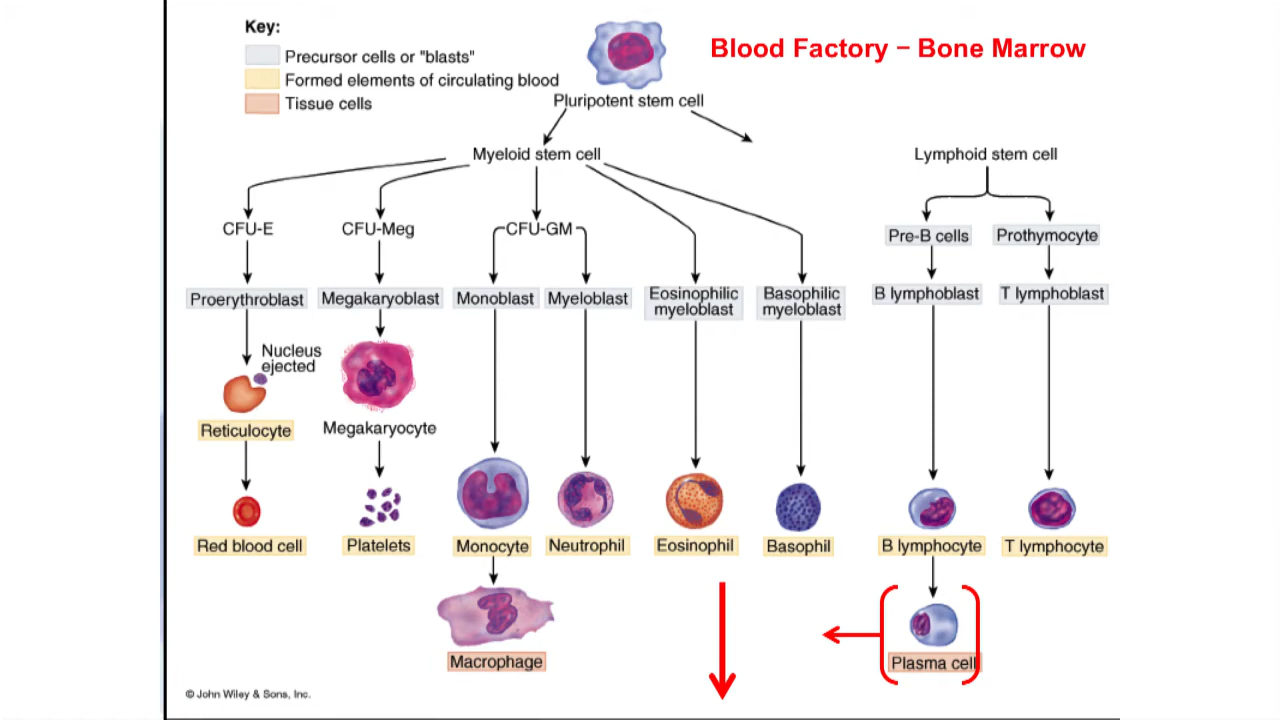 Key:
Precursor cells or "blasts"
Formed elements of circulating blood
Tissue cells
Blood Factory – Bone Marrow
Pluripotent stem cell
Myeloid stem cell
Lymphoid stem cell
CFU-E
CFU-Meg
CFU-GM
Pre-B cells
Prothymocyte
Proerythroblast
Megakaryoblast
Monoblast
Myeloblast
Eosinophilic
myeloblast
Basophilic
myeloblast
B lymphoblast
T lymphoblast
Nucleus
ejected
Reticulocyte
Megakaryocyte
Red blood cell
Platelets
Monocyte
Neutrophil
Eosinophil
Basophil
B lymphocyte
T lymphocyte
Macrophage
Plasma cell
© John Wiley & Sons, Inc.